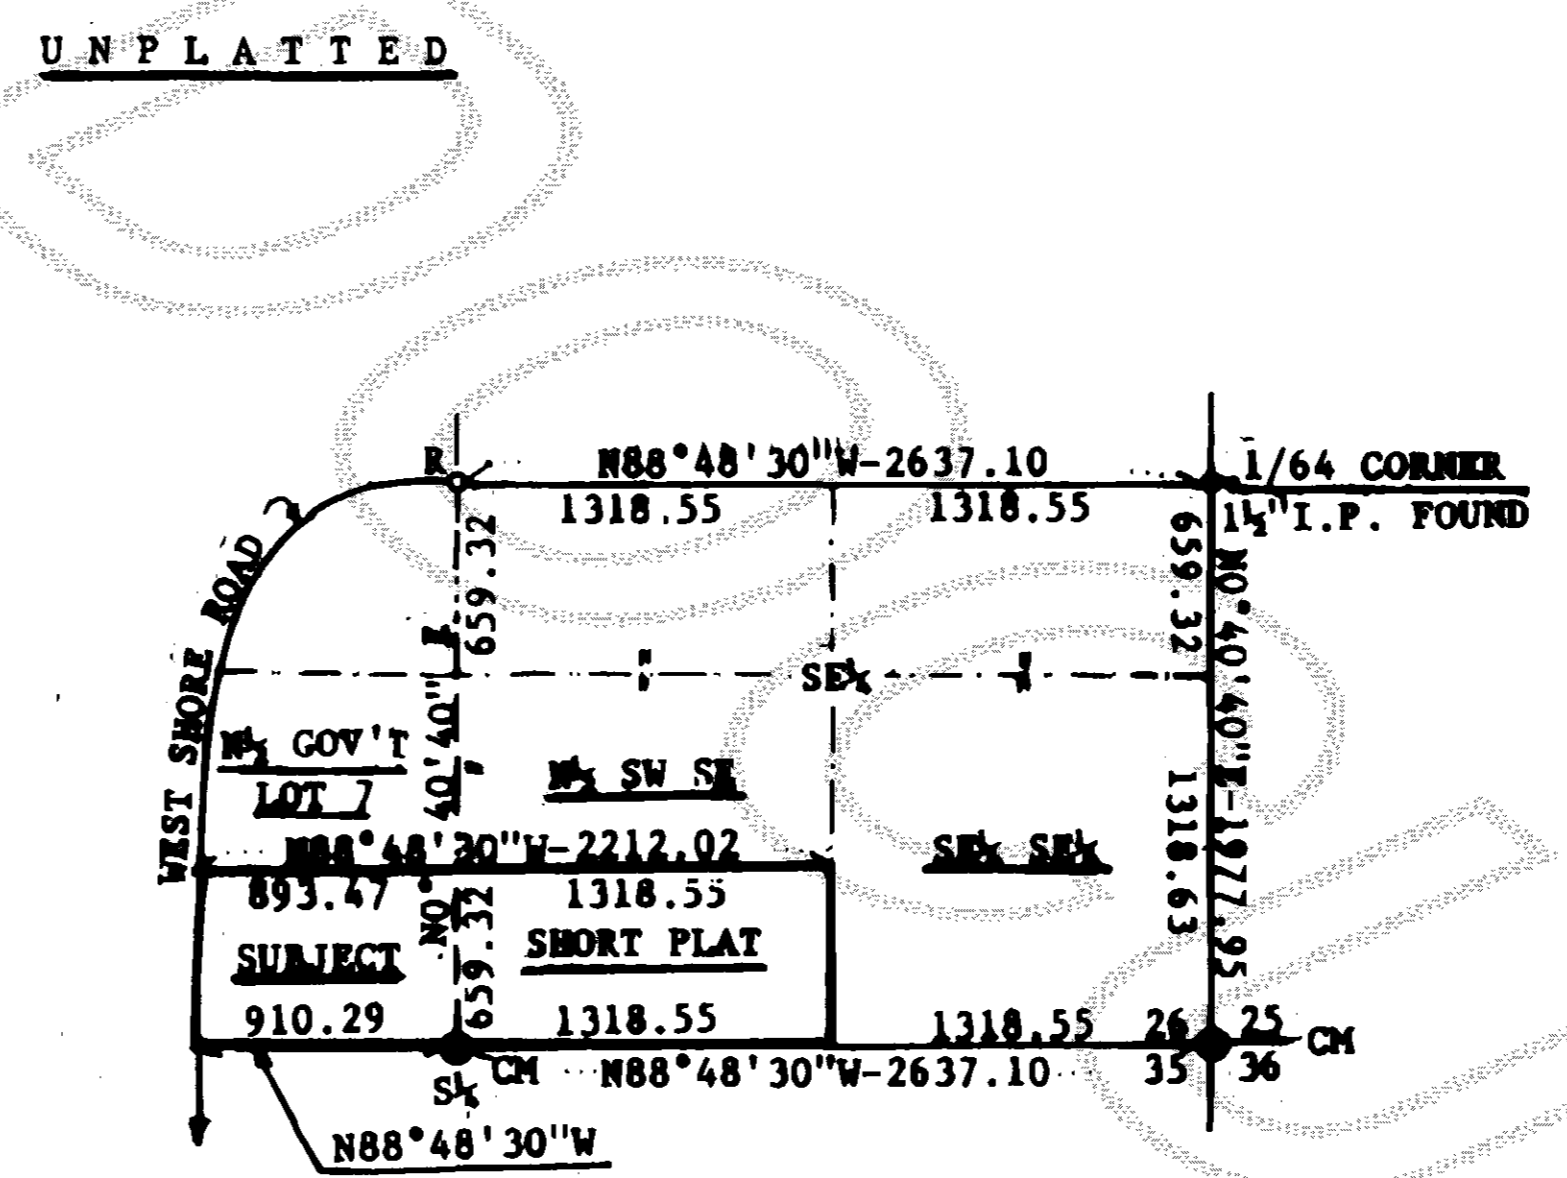 UNPLATTED
R
N88°48'30"W-2637.10
1/64 CORNER
1318.55
1318.55
1½"I.P. FOUND
659.32
659.32
N0°40'40"E-1977.95
WEST SHORE ROAD
SE¼
N½ GOV'T
LOT 7
N½ SW SE
N0° 40'40"
1318.63
N88°48'30"W-2212.02
SE¼ SE¼
893.47
1318.55
659.32
SUBJECT
SHORT PLAT
910.29
1318.55
1318.55
26
25
CM
CM
N88°48'30"W-2637.10
35
36
S¼
N88°48'30"W